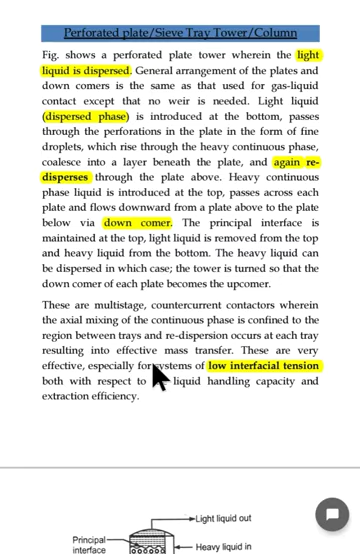 Perforated plate/Sieve Tray Tower/Column
Fig. shows a perforated plate tower wherein the light
liquid is dispersed. General arrangement of the plates and
down comers is the same as that used for gas-liquid
contact except that no weir is needed. Light liquid
(dispersed phase) is introduced at the bottom, passes
through the perforations in the plate in the form of fine
droplets, which rise through the heavy continuous phase,
coalesce into a layer beneath the plate, and again re-
disperses through the plate above. Heavy continuous
phase liquid is introduced at the top, passes across each
plate and flows downward from a plate above to the plate
below via down comer. The principal interface is
maintained at the top, light liquid is removed from the top
and heavy liquid from the bottom. The heavy liquid can
be dispersed in which case; the tower is turned so that the
down comer of each plate becomes the upcomer.
These are multistage, countercurrent contactors wherein
the axial mixing of the continuous phase is confined to the
region between trays and re-dispersion occurs at each tray
resulting into effective mass transfer. These are very
effective, especially for systems of low interfacial tension
both with respect to liquid handling capacity and
extraction efficiency.
Light liquid out
Principal
interface
Heavy liquid in